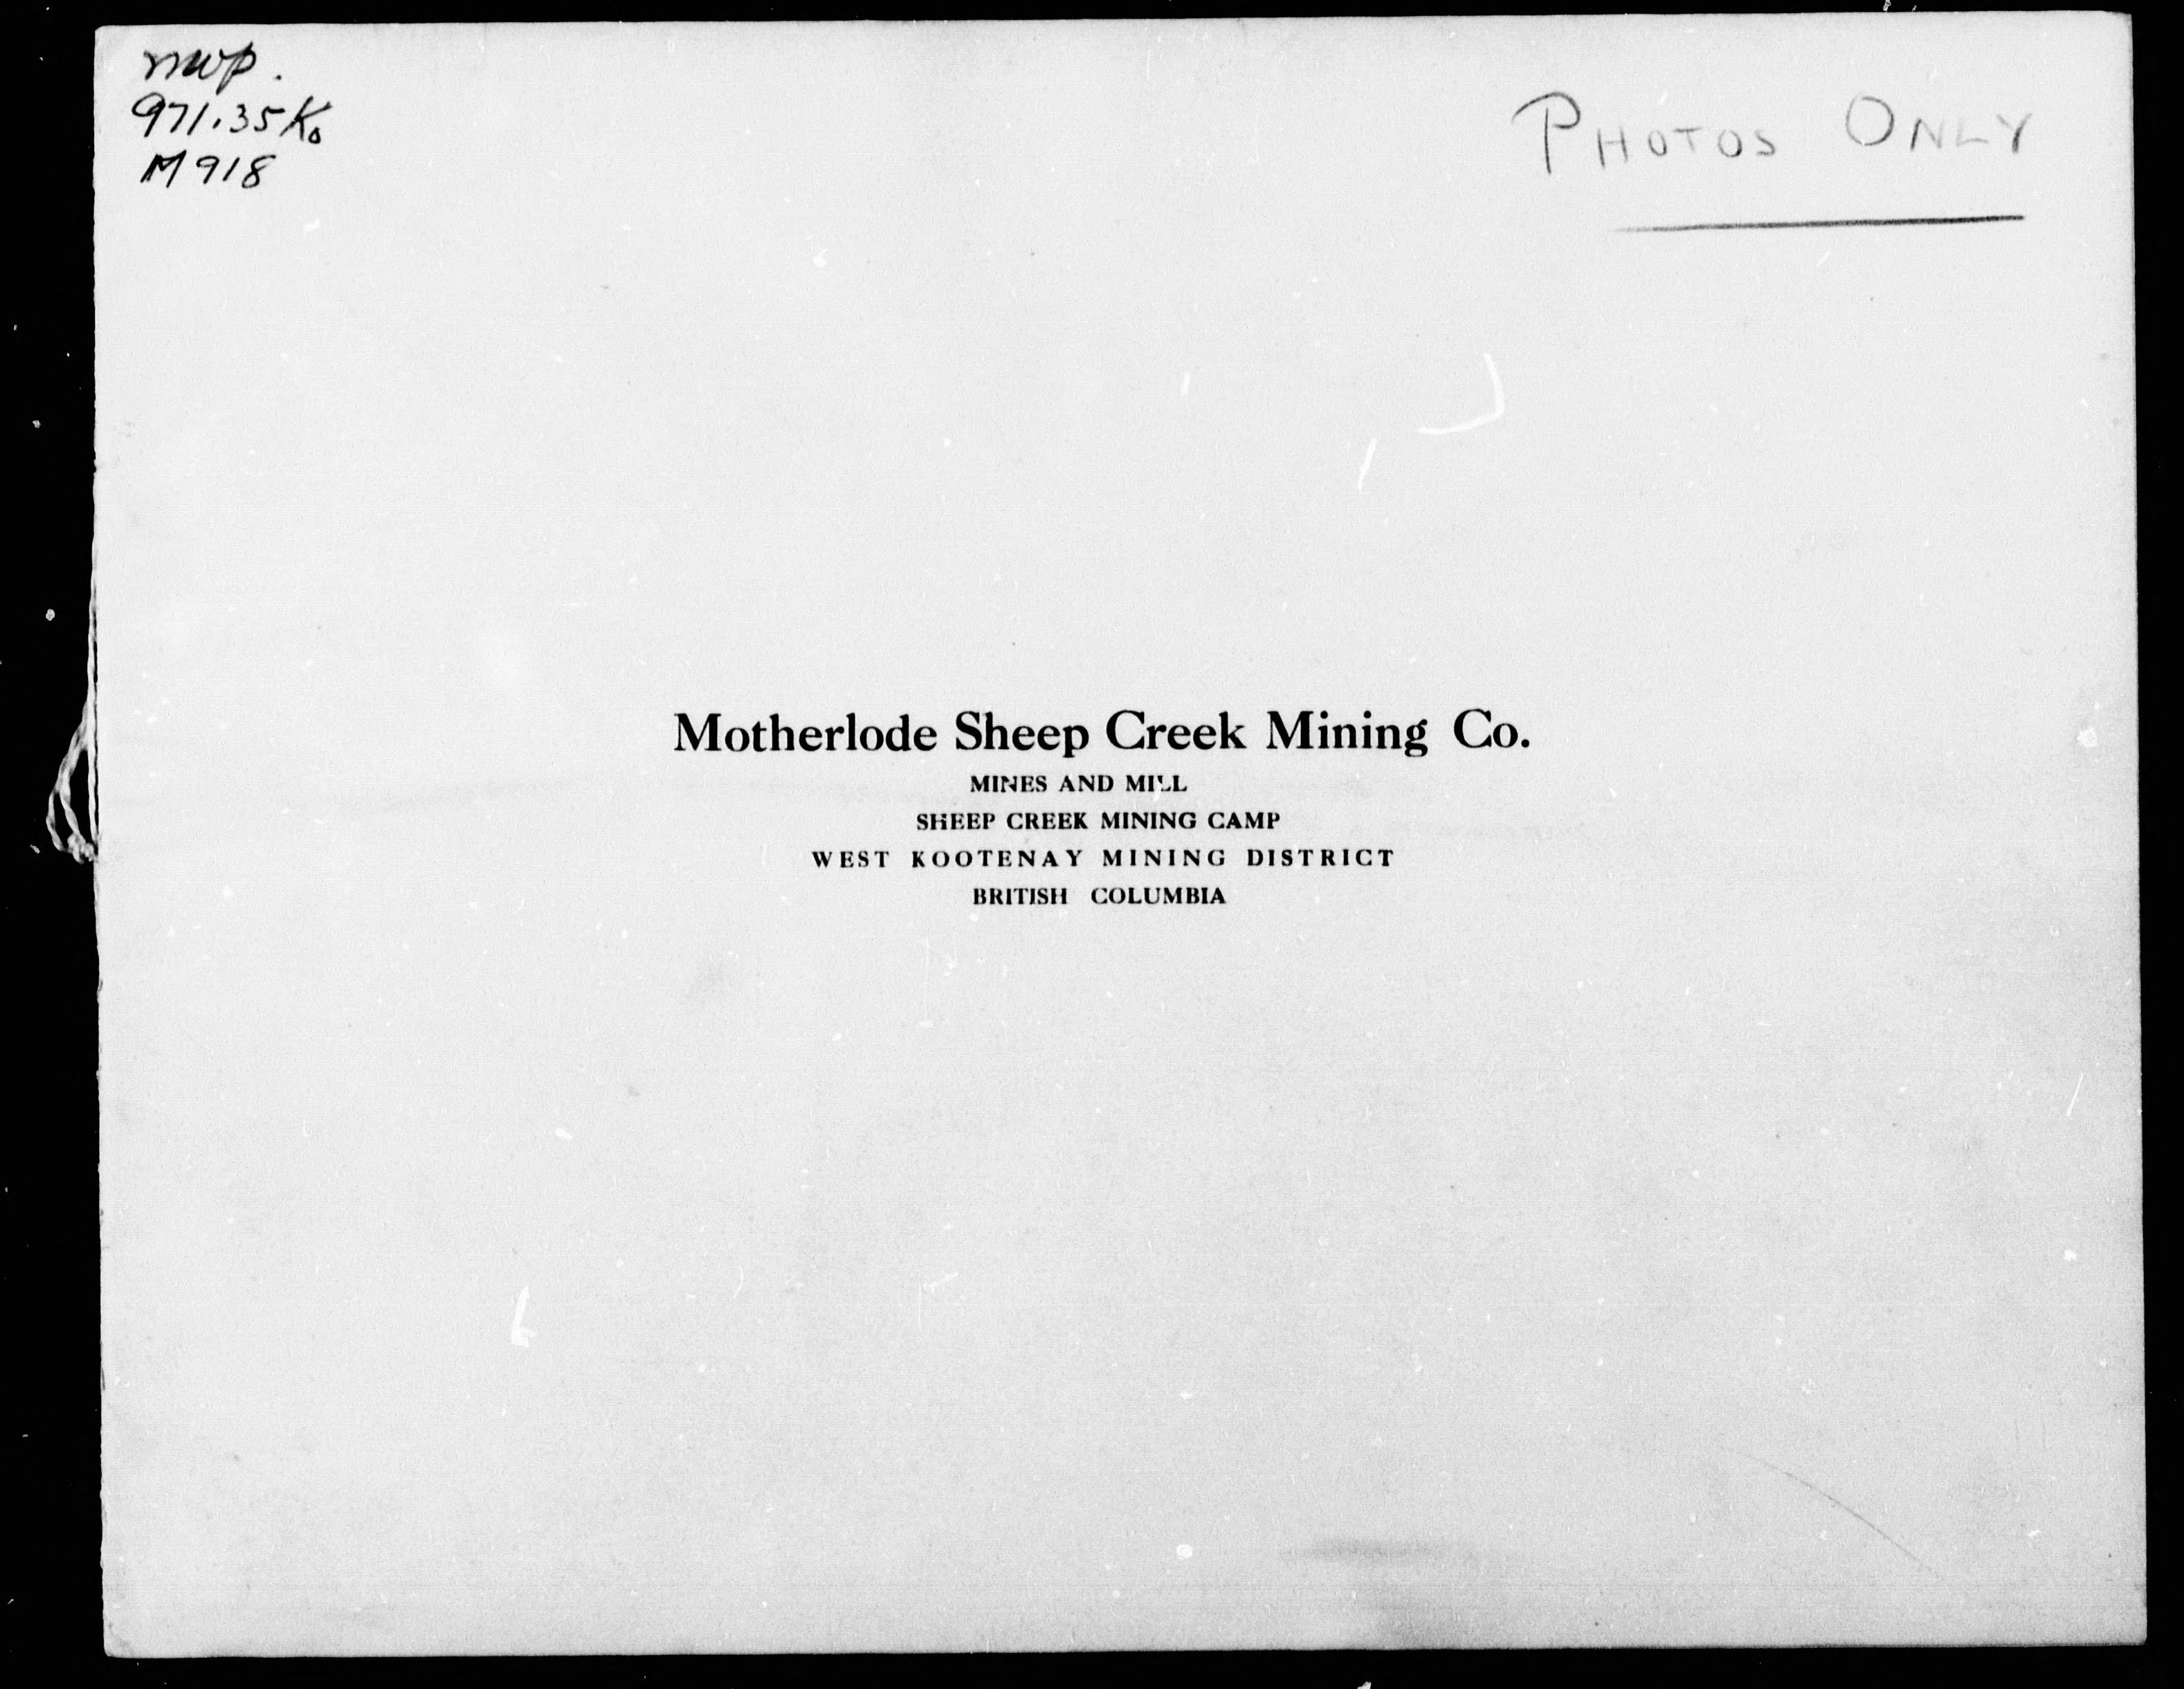 nwp.
971.35Ko
M918
PHOTOS ONLY
Motherlode Sheep Creek Mining Co.
MINES AND MILL
SHEEP CREEK MINING CAMP
WEST KOOTENAY MINING DISTRICT
BRITISH COLUMBIA